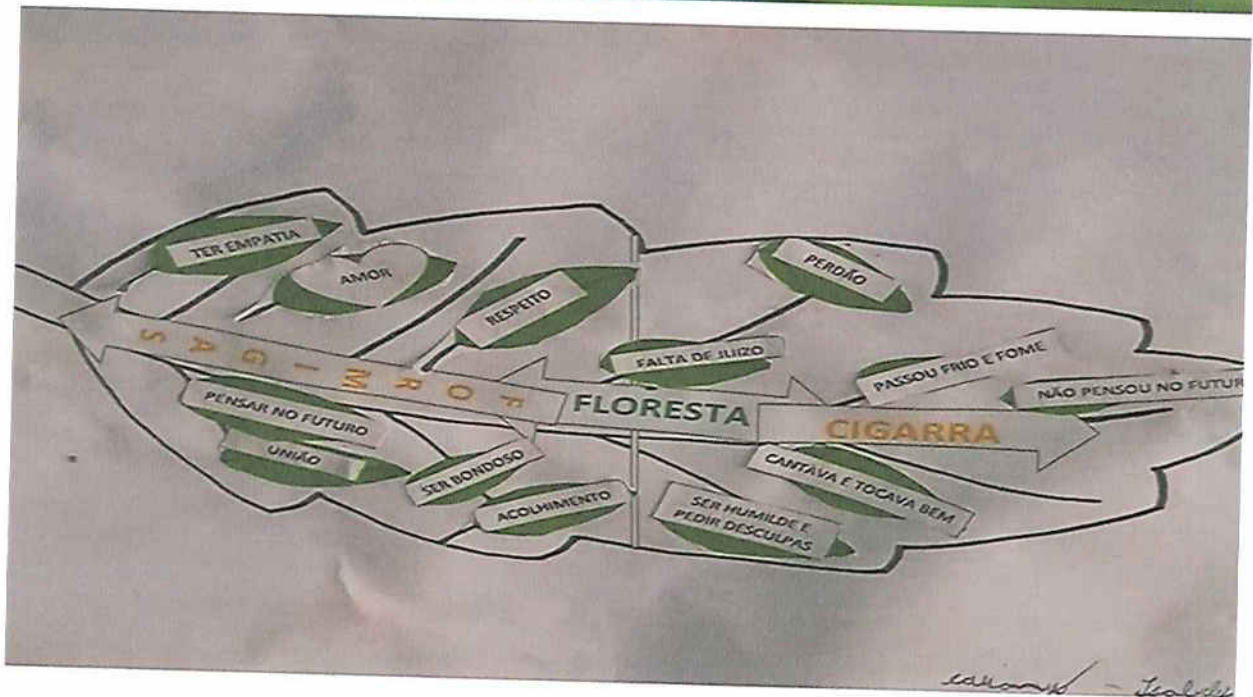 TER EMPATIA
AMOR
RESPEITO
PERDÃO
FALTA DE JUIZO
PASSOU FRIO E FOME
NÃO PENSOU NO FUTUR
FORMIGAS
FLORESTA
CIGARRA
PENSAR NO FUTURO
UNIÃO
SER BONDOSO
ACOLHIMENTO
SER HUMILDE E
PEDIR DESCULPAS
CANTAVA E TOCAVA BEM